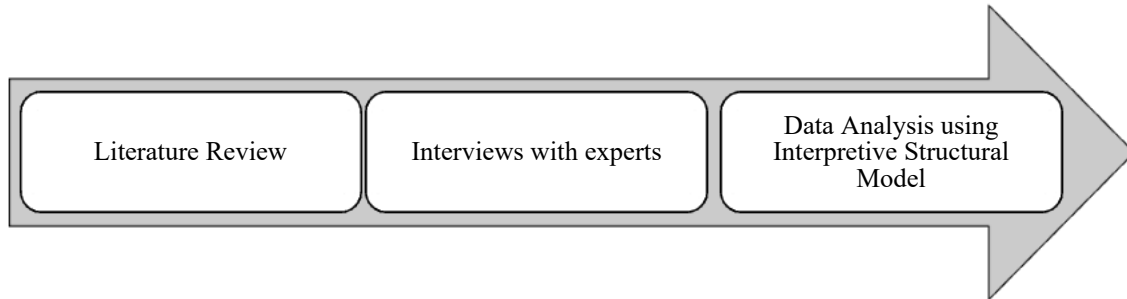 Literature Review
Interviews with experts
Data Analysis using
Interpretive Structural
Model